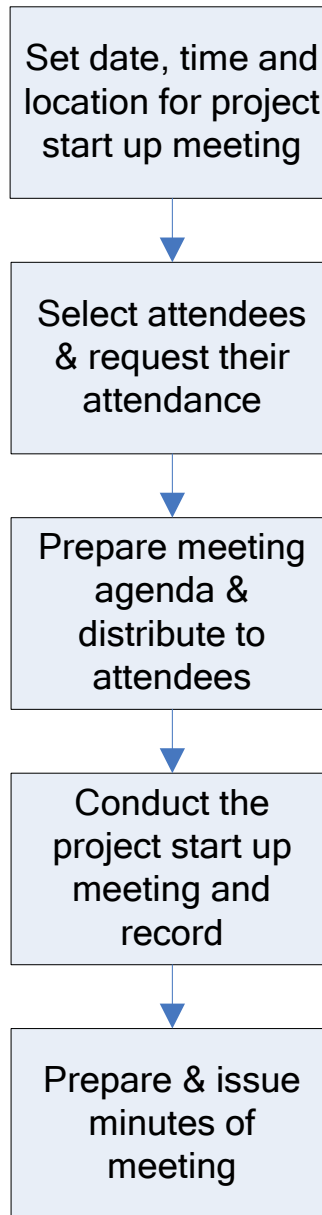 Set date, time and
location for project
start up meeting
Select attendees
& request their
attendance
Prepare meeting
agenda &
distribute to
attendees
Conduct the
project start up
meeting and
record
Prepare & issue
minutes of
meeting